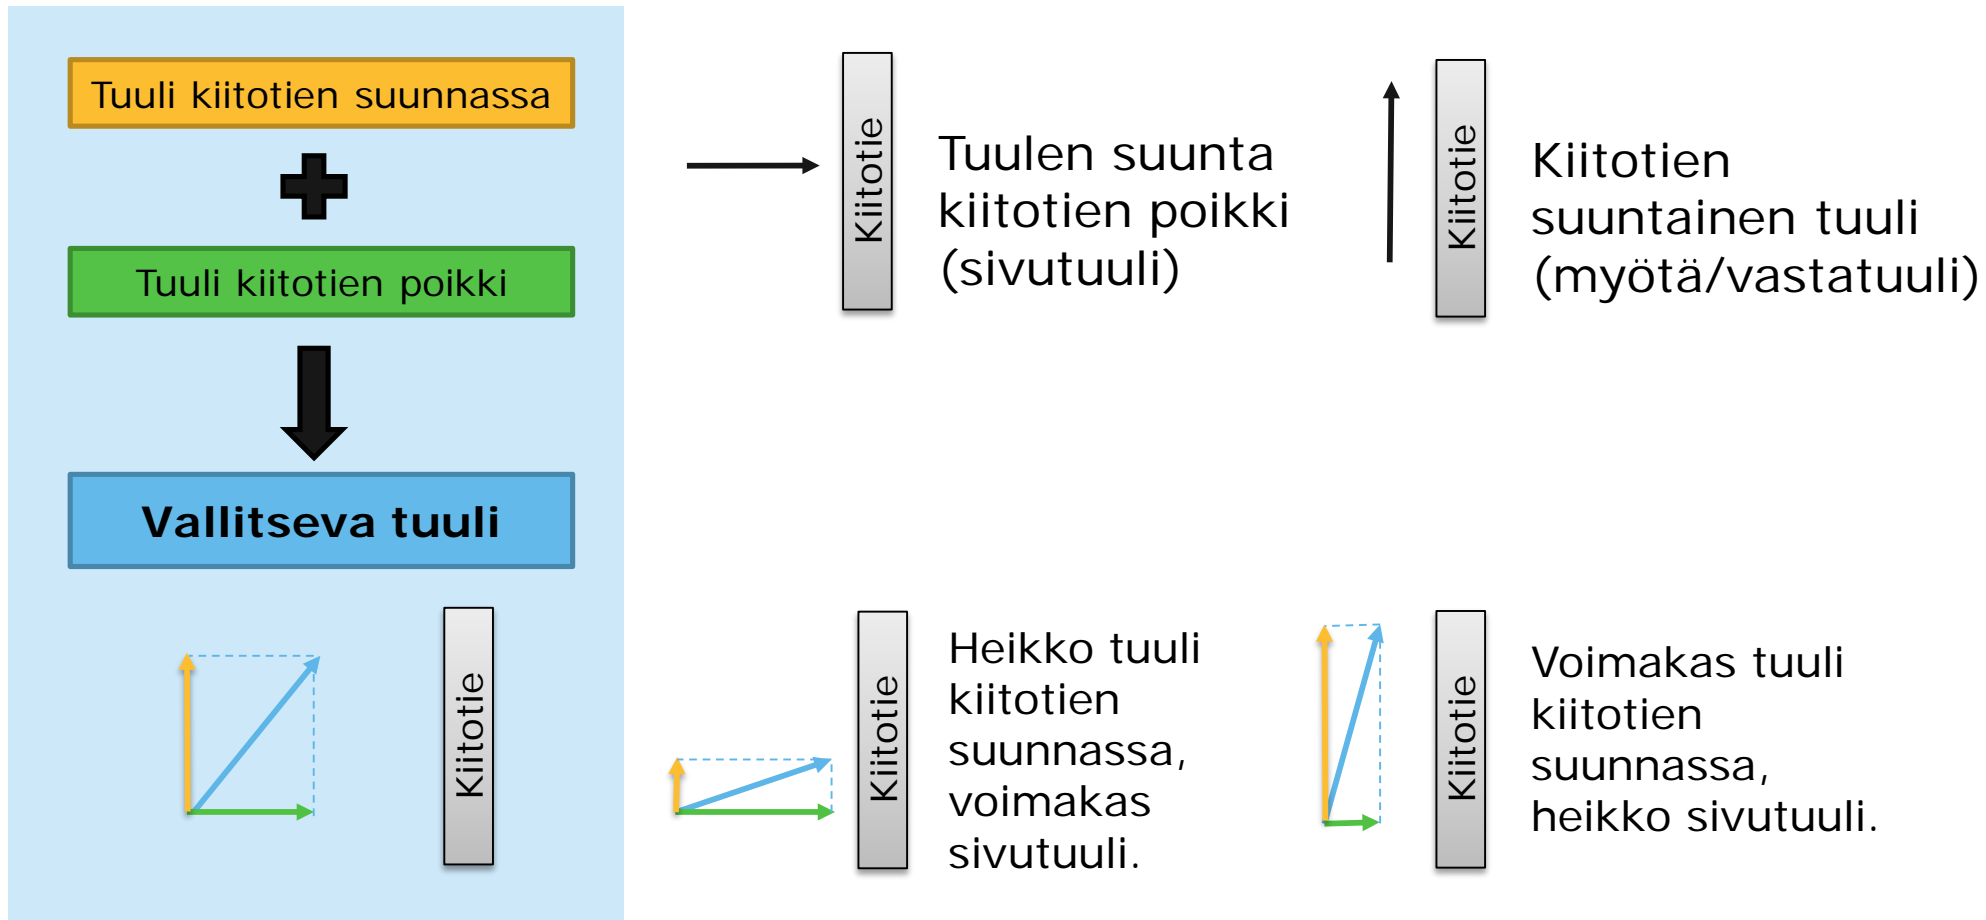 Tuuli kiitotien suunnassa
Tuuli kiitotien poikki
Vallitseva tuuli
Kiitotie
Kiitotie
Tuulen suunta
kiitotien poikki
(sivutuuli)
Kiitotie
Kiitotien
suuntainen tuuli
(myötä/vastatuuli)
Kiitotie
Heikko tuuli
kiitotien
suunnassa,
voimakas
sivutuuli.
Kiitotie
Voimakas tuuli
kiitotien
suunnassa,
heikko sivutuuli.